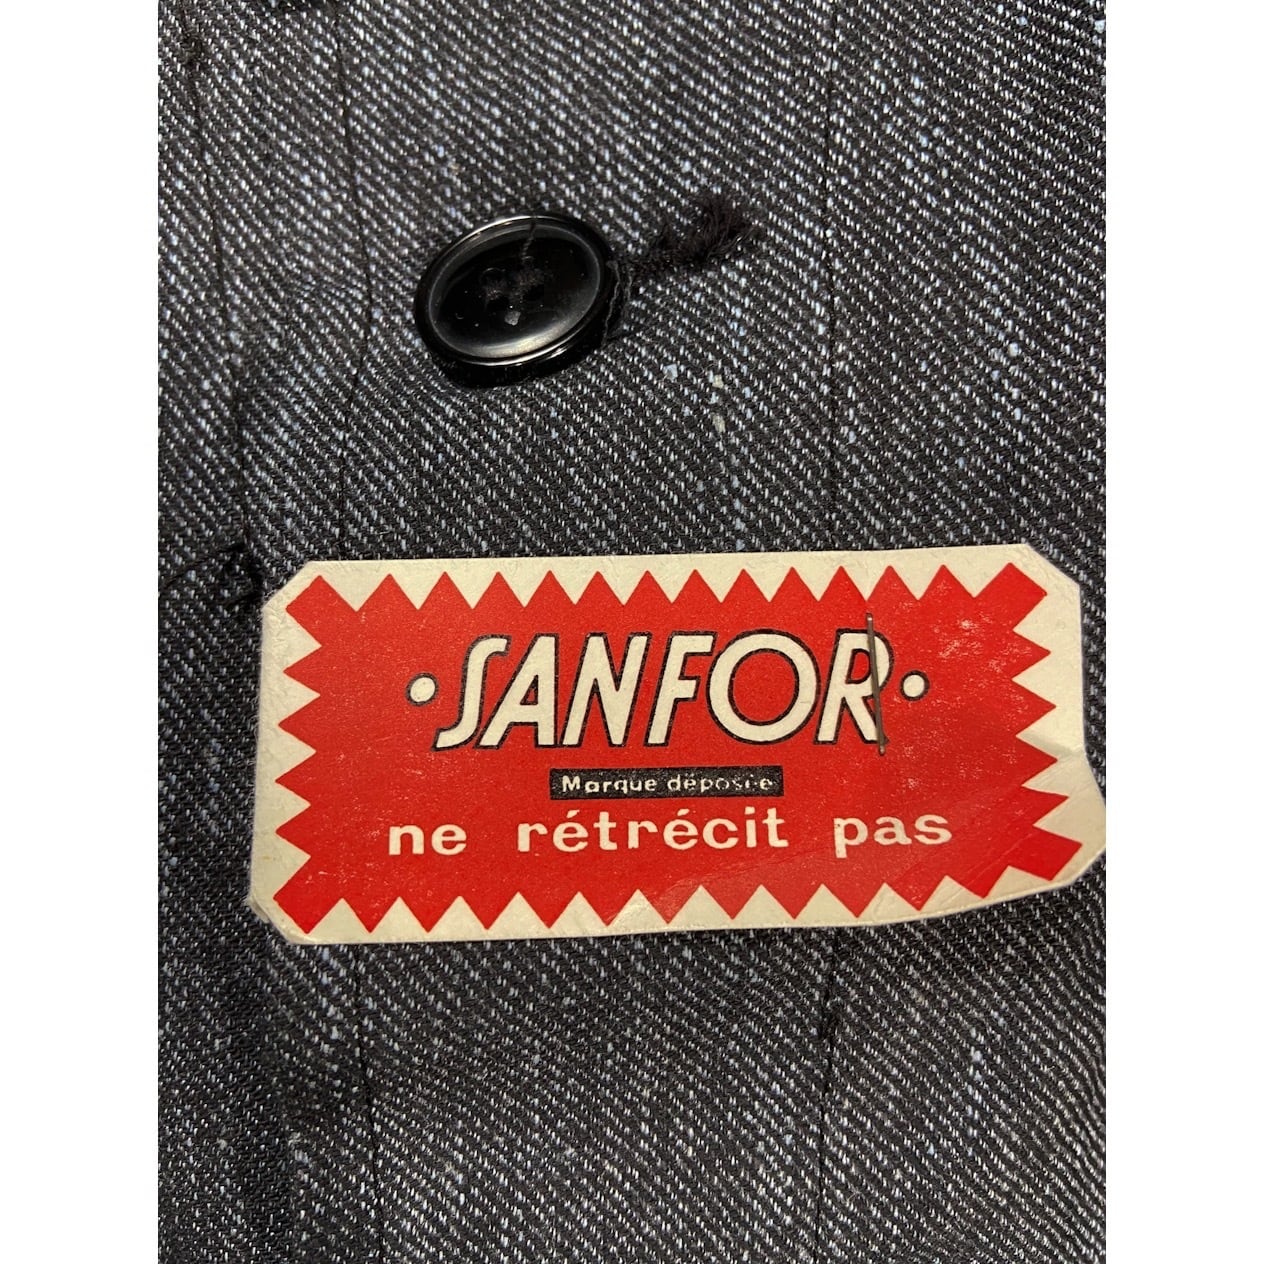 ·SANFOR·
Marque déposée
ne rétrécit pas